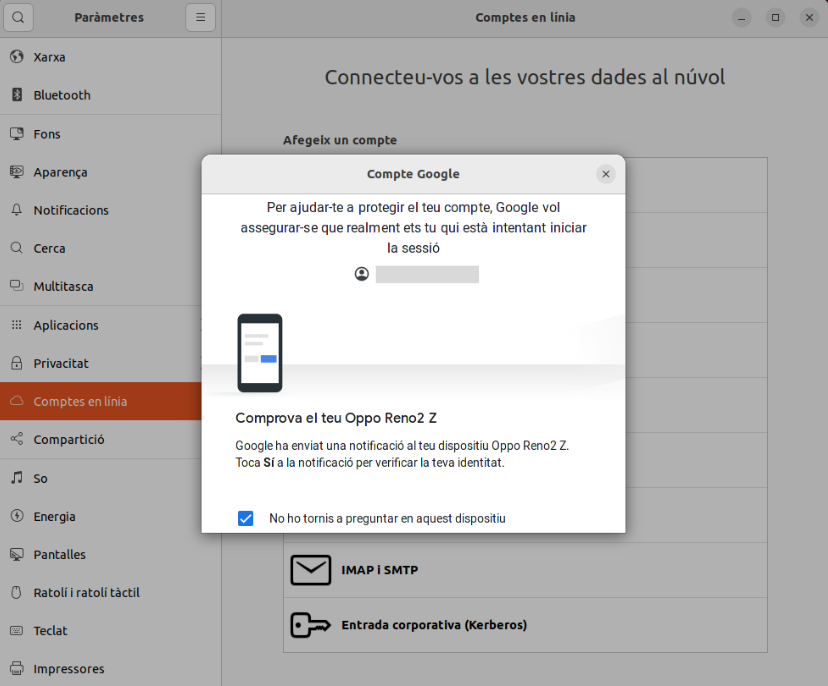 Paràmetres
Comptes en línia
Xarxa
Bluetooth
Fons
Aparença
Notificacions
Cerca
Multitasca
Aplicacions
Privacitat
Comptes en línia
Compartició
So
Energia
Pantalles
Ratolí i ratolí tàctil
Teclat
Impressores
Connecteu-vos a les vostres dades al núvol
Afegeix un compte
Compte Google
Per ajudar-te a protegir el teu compte, Google vol
assegurar-se que realment ets tu qui està intentant iniciar
la sessió
Comprova el teu Oppo Reno2 Z
Google ha enviat una notificació al teu dispositiu Oppo Reno2 Z.
Toca Sí a la notificació per verificar la teva identitat.
No ho tornis a preguntar en aquest dispositiu
IMAP i SMTP
Entrada corporativa (Kerberos)